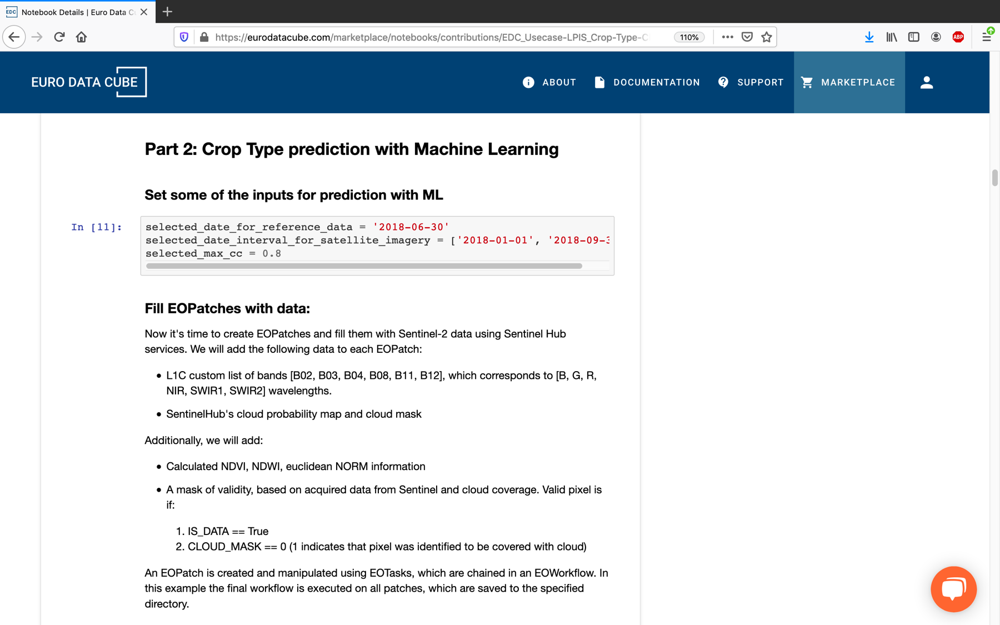 EDC Notebook Details | Euro Data C
https://eurodatacube.com/marketplace/notebooks/contributions/EDC_Usecase-LPIS_Crop-Type-C
110%
ABP
EURO DATA CUBE
ABOUT
DOCUMENTATION
SUPPORT
MARKETPLACE
Part 2: Crop Type prediction with Machine Learning
Set some of the inputs for prediction with ML
In [11]:
selected_date_for_reference_data = '2018-06-30'
selected_date_interval_for_satellite_imagery = ['2018-01-01', '2018-09-3
selected_max_cc = 0.8
Fill EOPatches with data:
Now it's time to create EOPatches and fill them with Sentinel-2 data using Sentinel Hub
services. We will add the following data to each EOPatch:
• L1C custom list of bands [B02, B03, B04, B08, B11, B12], which corresponds to [B, G, R,
NIR, SWIR1, SWIR2] wavelengths.
• SentinelHub's cloud probability map and cloud mask
Additionally, we will add:
• Calculated NDVI, NDWI, euclidean NORM information
• A mask of validity, based on acquired data from Sentinel and cloud coverage. Valid pixel is
if:
1. IS_DATA == True
2. CLOUD_MASK == 0 (1 indicates that pixel was identified to be covered with cloud)
An EOPatch is created and manipulated using EOTasks, which are chained in an EOWorkflow. In
this example the final workflow is executed on all patches, which are saved to the specified
directory.